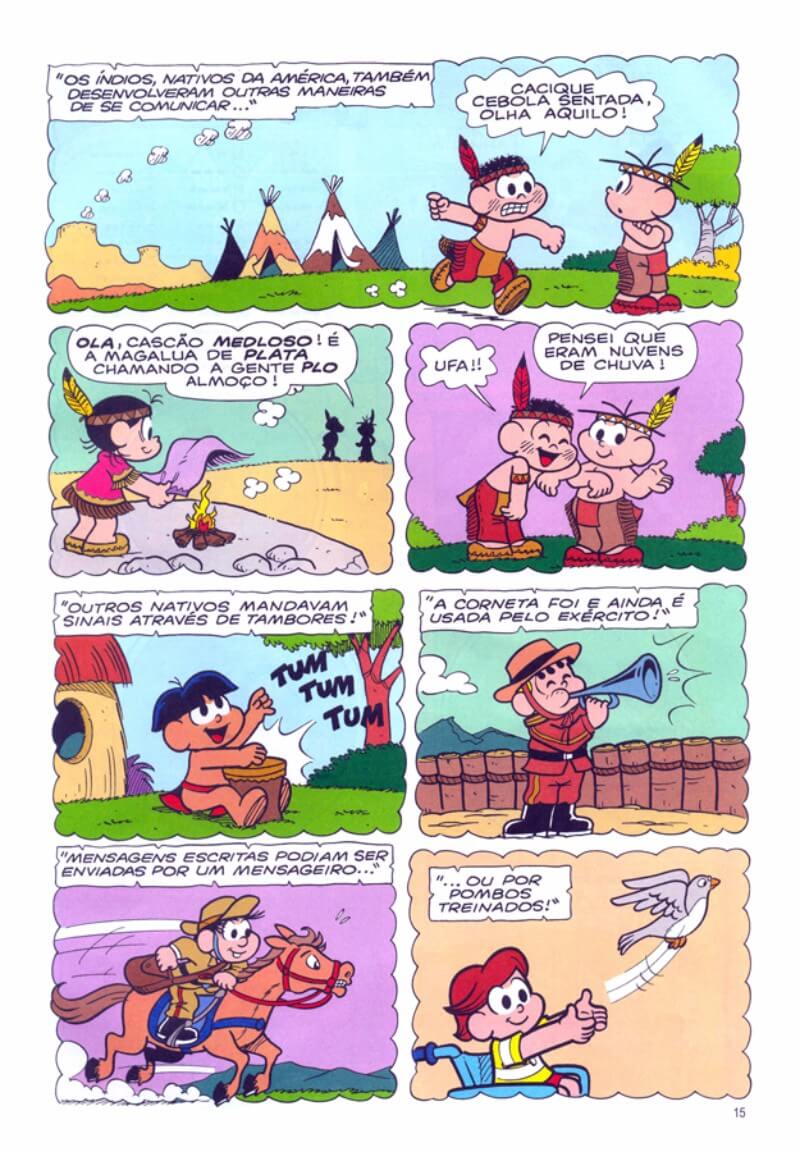 "OS ÍNDIOS, NATIVOS DA AMÉRICA, TAMBÉM
DESENVOLVERAM OUTRAS MANEIRAS
DE SE COMUNICAR..."
CACIQUE
CEBOLA SENTADA,
OLHA AQUILO!
OLA, CASCÃO MEDLOSO! É
A MAGALUA DE PLATA
CHAMANDO A GENTE PLO
ALMOÇO!
UFA!!
PENSEI QUE
ERAM NUVENS
DE CHUVA!
"OUTROS NATIVOS MANDAVAM
SINAIS ATRAVÉS DE TAMBORES!"
TUM
TUM
TUM
"A CORNETA FOI E AINDA É
USADA PELO EXÉRCITO!"
"MENSAGENS ESCRITAS PODIAM SER
ENVIADAS POR UM MENSAGEIRO..."
"... OU POR
POMBOS
TREINADOS!"
15